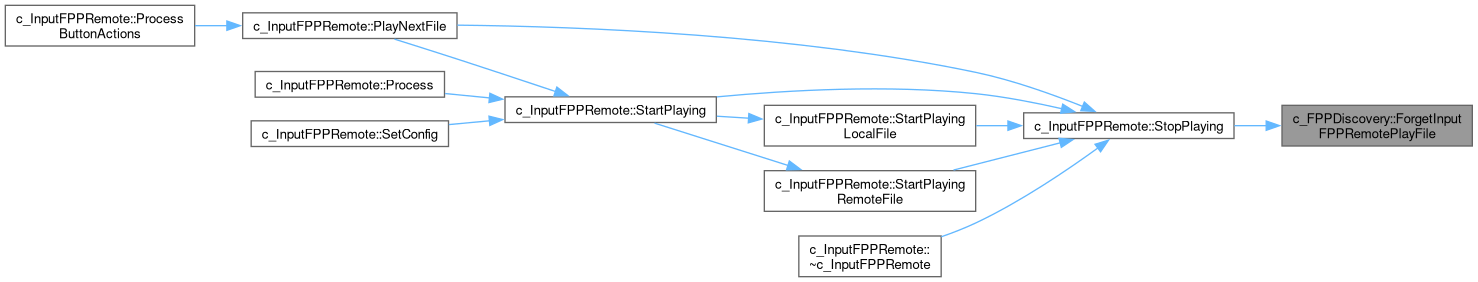 c_InputFPPRemote::Process
ButtonActions
c_InputFPPRemote::PlayNextFile
c_InputFPPRemote::Process
c_InputFPPRemote::SetConfig
c_InputFPPRemote::StartPlaying
c_InputFPPRemote::StartPlaying
LocalFile
c_InputFPPRemote::StartPlaying
RemoteFile
c_InputFPPRemote::
~c_InputFPPRemote
c_InputFPPRemote::StopPlaying
c_FPPDiscovery::ForgetInput
FPPRemotePlayFile